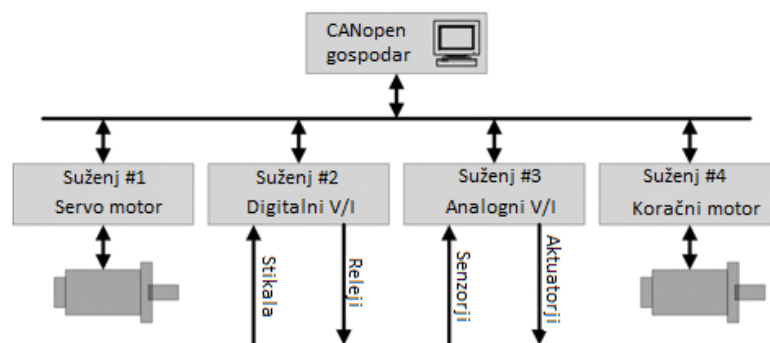 CANopen
gospodar
Suženj #1
Servo motor
Suženj #2
Digitalni V/I
Suženj #3
Analogni V/I
Suženj #4
Koračni motor
Stikala
Releji
Senzorji
Aktuatorji